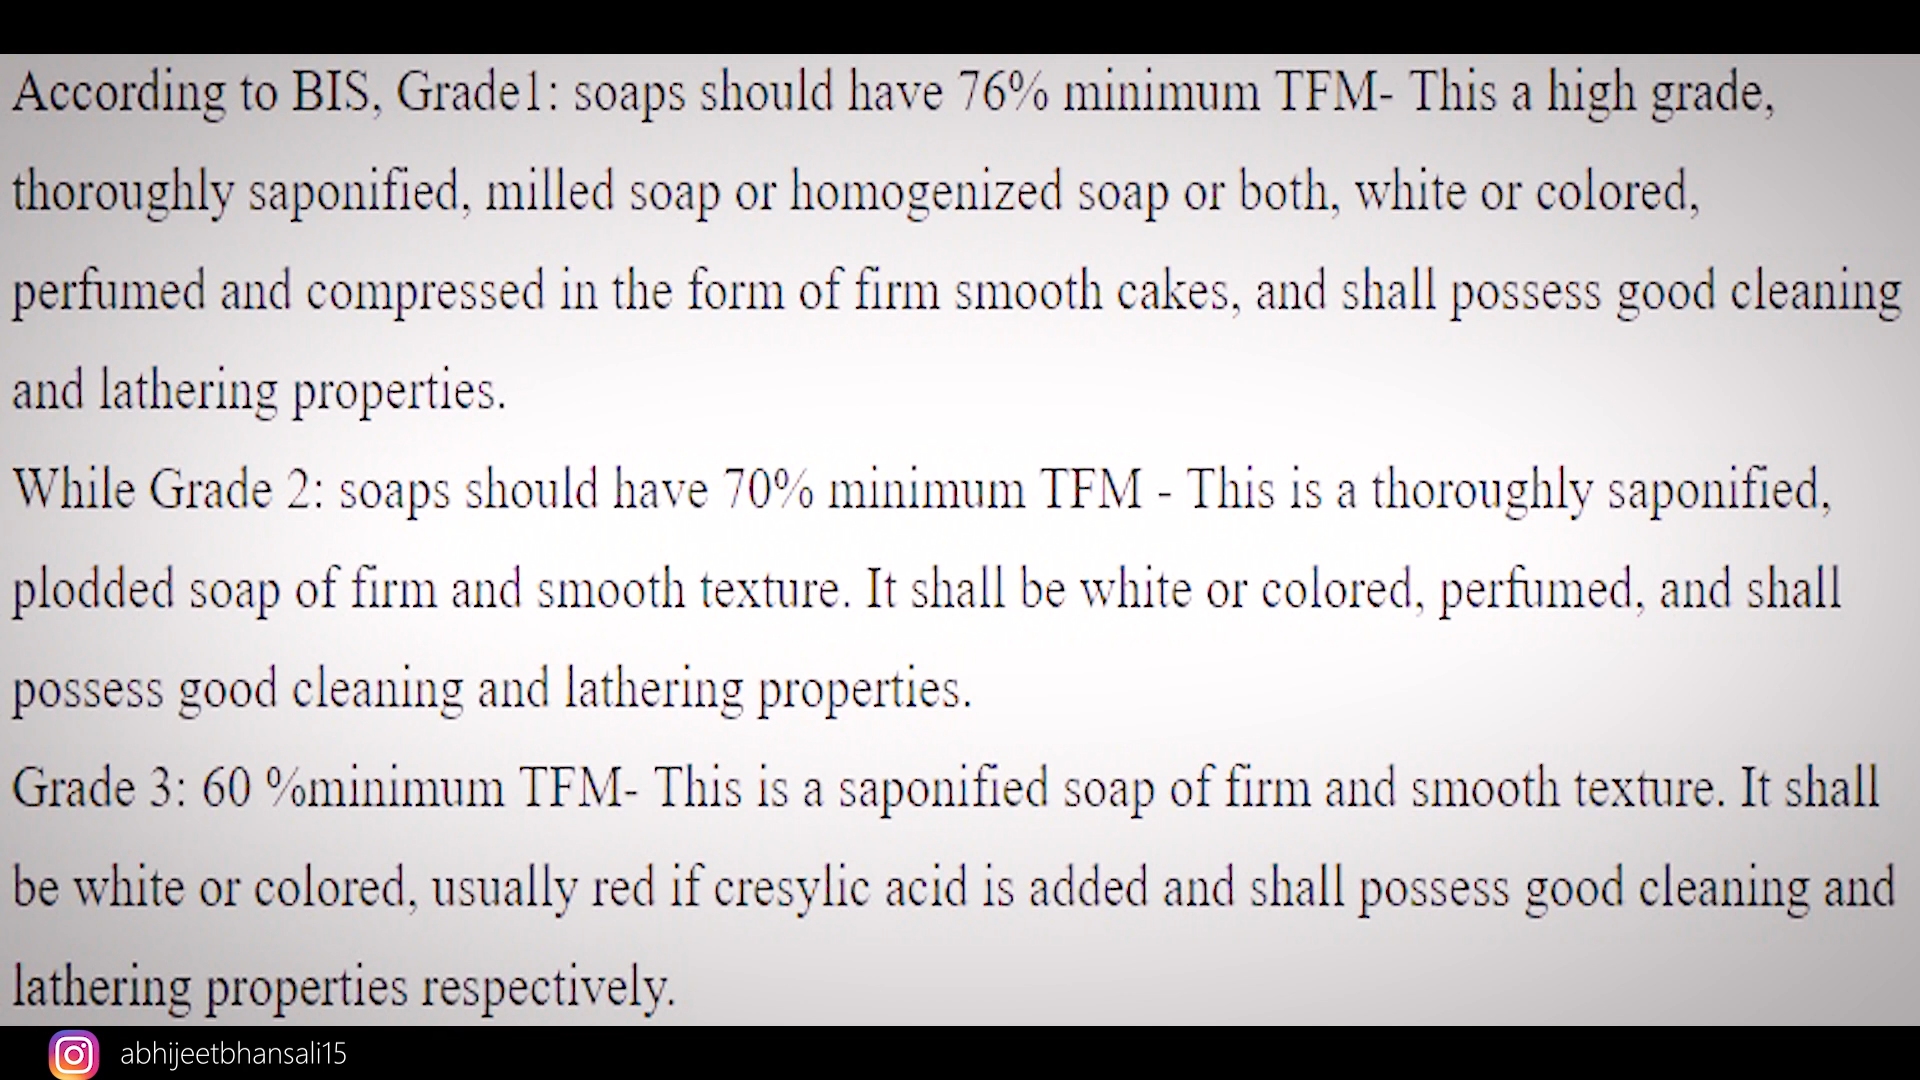 According to BIS, Grade1: soaps should have 76% minimum TFM- This a high grade,
thoroughly saponified, milled soap or homogenized soap or both, white or colored,
perfumed and compressed in the form of firm smooth cakes, and shall possess good cleaning
and lathering properties.
While Grade 2: soaps should have 70% minimum TFM - This is a thoroughly saponified,
plodded soap of firm and smooth texture. It shall be white or colored, perfumed, and shall
possess good cleaning and lathering properties.
Grade 3: 60 %minimum TFM- This is a saponified soap of firm and smooth texture. It shall
be white or colored, usually red if cresylic acid is added and shall possess good cleaning and
lathering properties respectively.
abhijeetbhansali15